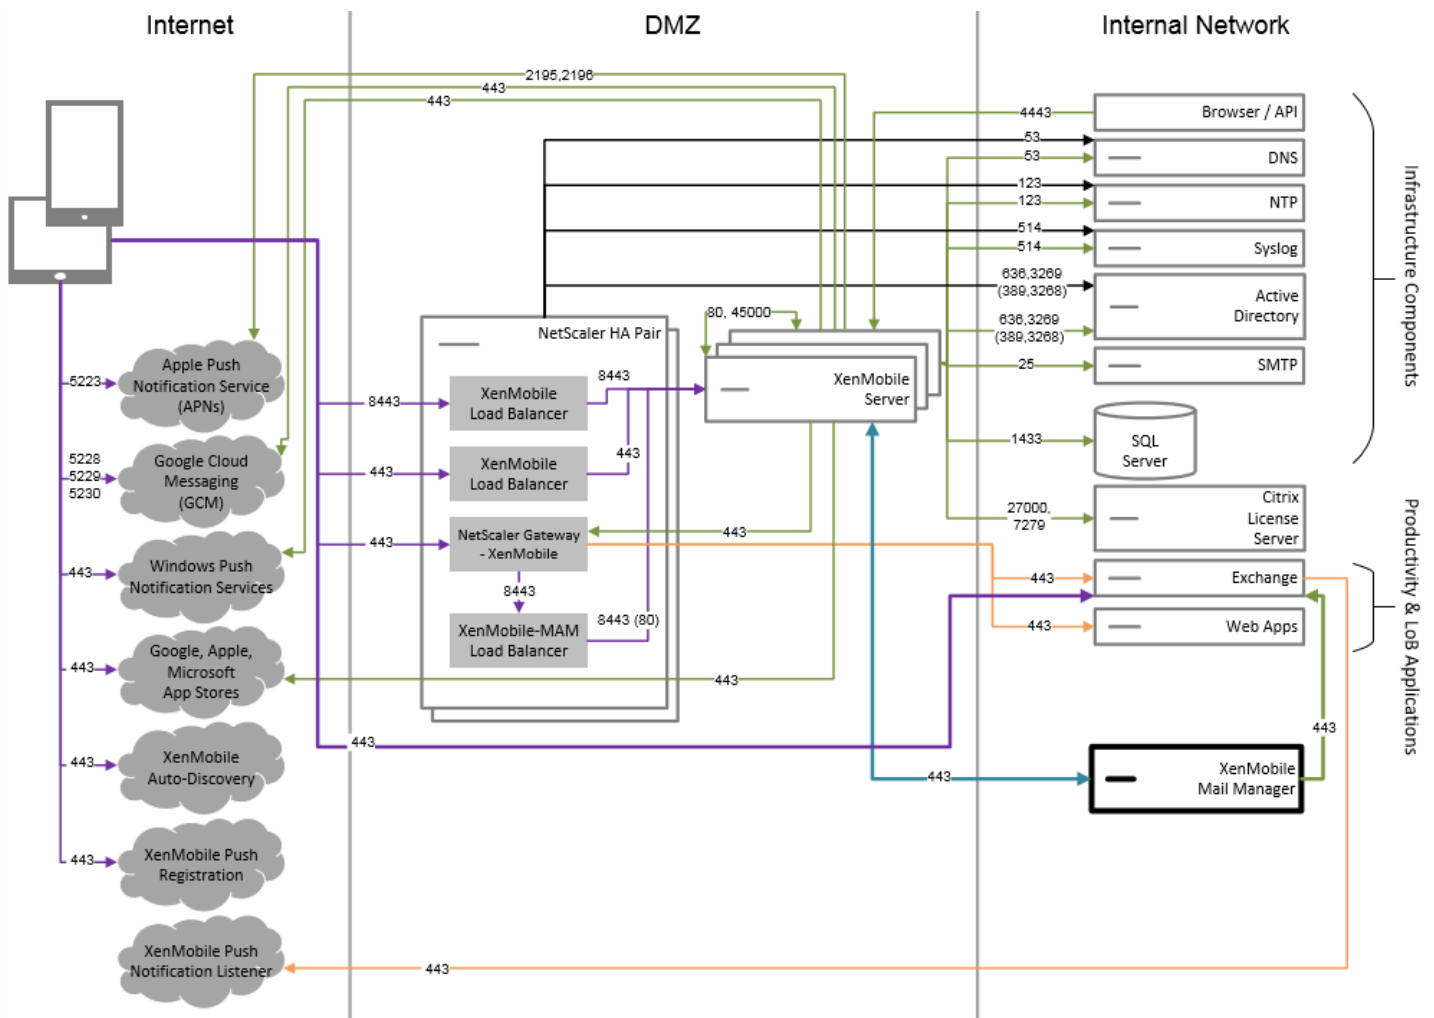 Internet
DMZ
Internal Network
2195,2196
443
443
4443
Browser / API
53
53
DNS
123
123
NTP
514
514
Syslog
636,3269
(389,3268)
636,3269
(389,3268)
Active
Directory
25
SMTP
1433
SQL
Server
Infrastructure Components
27000,
7279
Citrix
License
Server
443
Exchange
443
Web Apps
Productivity & LoB Applications
443
XenMobile
Mail Manager
443
80, 45000
XenMobile
Server
NetScaler HA Pair
8443
XenMobile
Load Balancer
8443
443
XenMobile
Load Balancer
443
443
NetScaler Gateway
- XenMobile
443
8443
XenMobile-MAM
Load Balancer
8443 (80)
443
443
5223
Apple Push
Notification Service
(APNs)
5228
5229
5230
Google Cloud
Messaging
(GCM)
443
Windows Push
Notification Services
443
Google, Apple,
Microsoft
App Stores
443
XenMobile
Auto-Discovery
443
XenMobile Push
Registration
XenMobile Push
Notification Listener
443